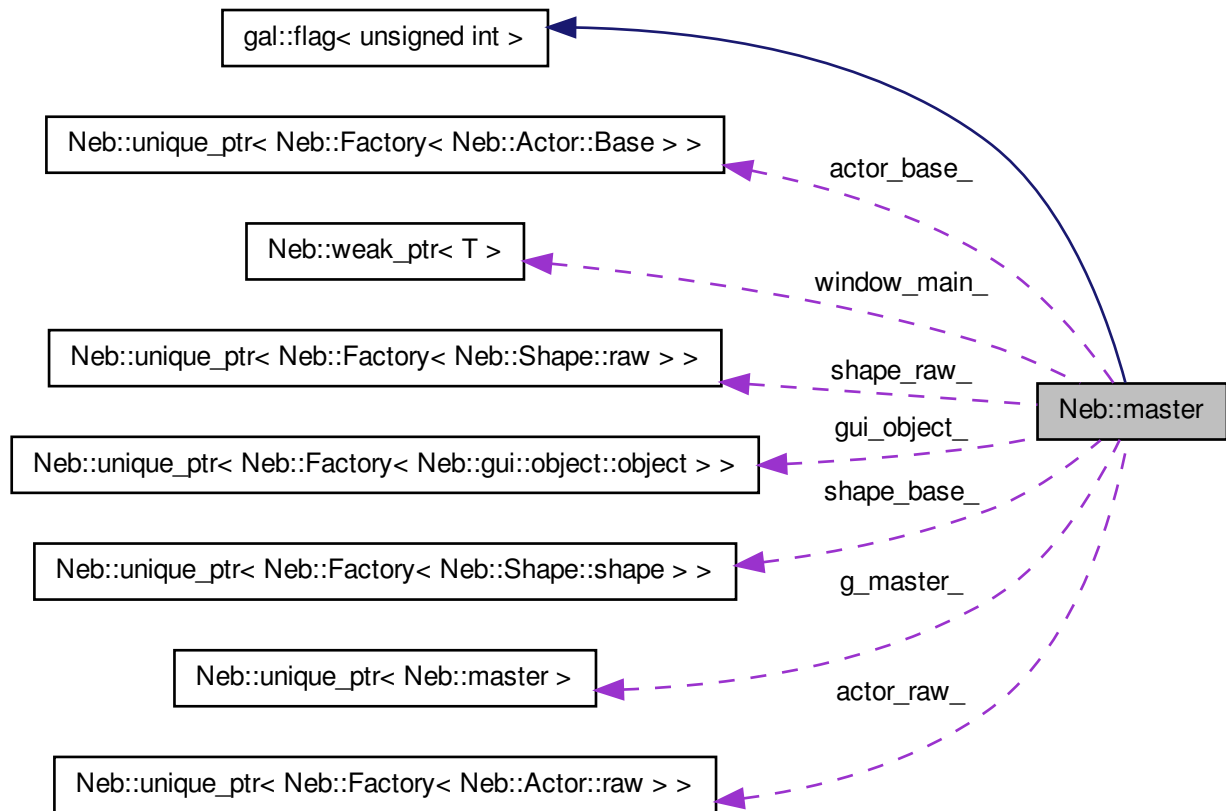 gal::flag< unsigned int >
Neb::unique_ptr< Neb::Factory< Neb::Actor::Base > >
actor_base_
Neb::weak_ptr< T >
window_main_
Neb::unique_ptr< Neb::Factory< Neb::Shape::raw > >
shape_raw_
Neb::master
gui_object_
Neb::unique_ptr< Neb::Factory< Neb::gui::object::object > >
shape_base_
Neb::unique_ptr< Neb::Factory< Neb::Shape::shape > >
g_master_
Neb::unique_ptr< Neb::master >
actor_raw_
Neb::unique_ptr< Neb::Factory< Neb::Actor::raw > >